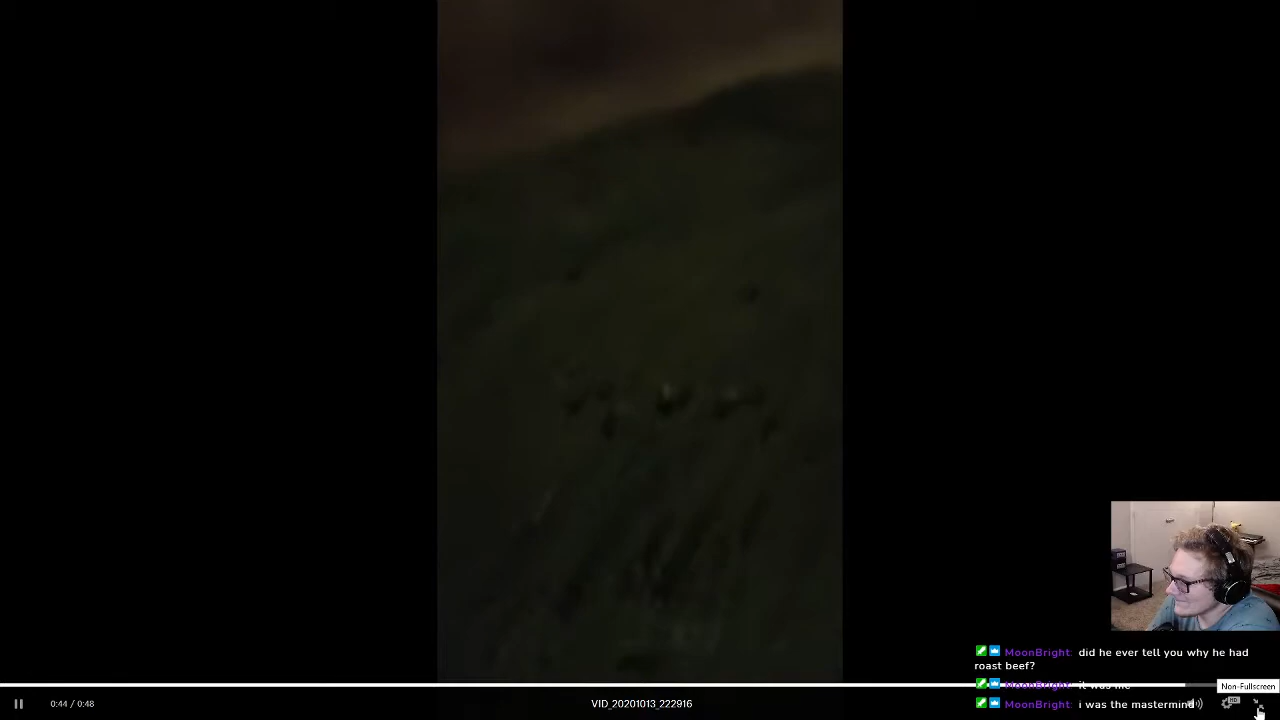 MoonBright: did he ever tell you why he had
roast beef?
MoonBright: it was me
Non-Fullscreen
MoonBright: i was the mastermind
0:44 / 0:48
VID_20201013_222916
HD